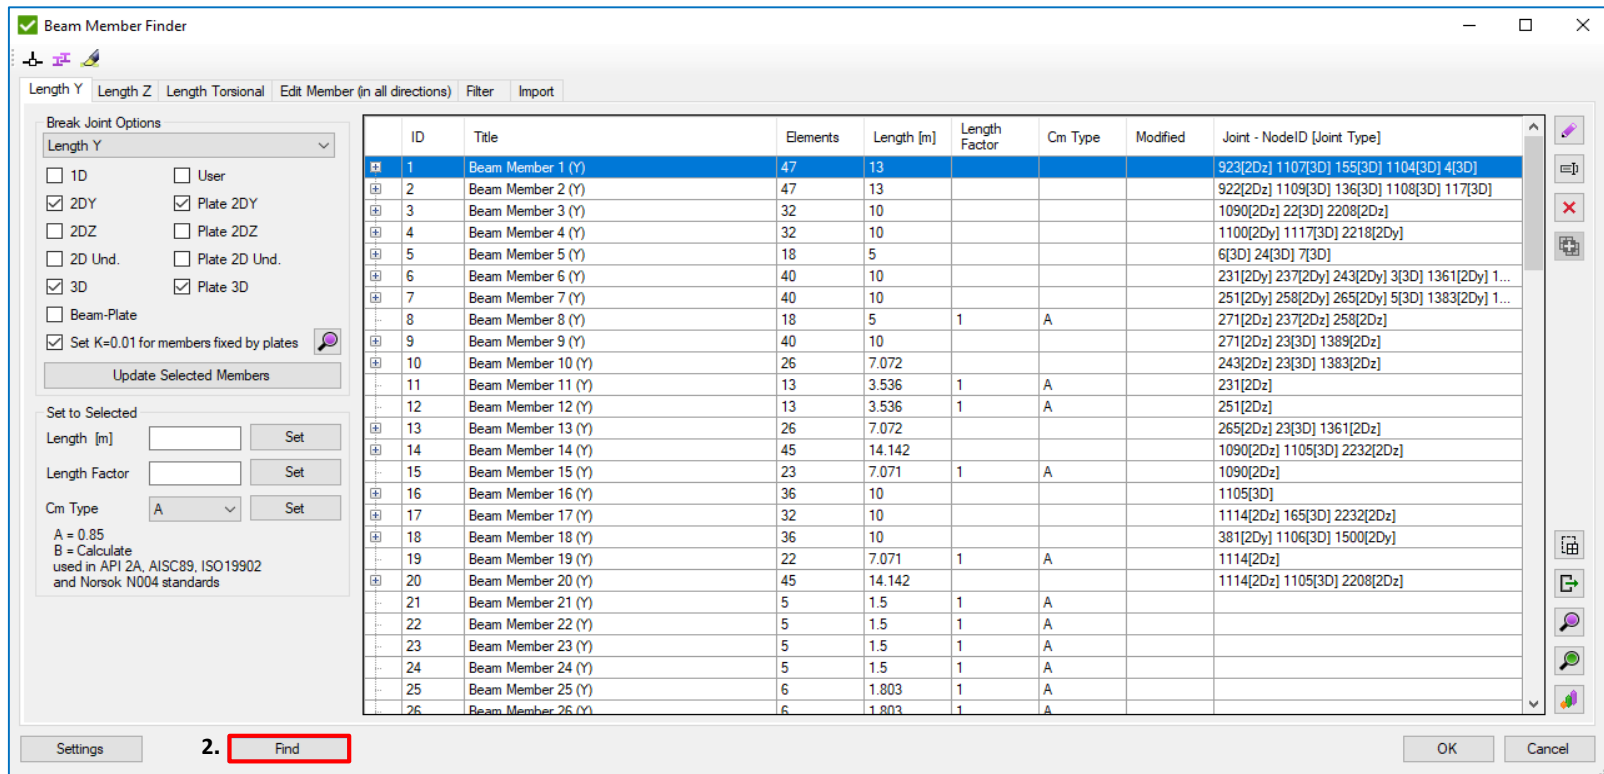 Beam Member Finder
Length Y Length Z Length Torsional Edit Member (in all directions) Filter Import
Break Joint Options
Length Y
1D User
2DY Plate 2DY
2DZ Plate 2DZ
2D Und. Plate 2D Und.
3D Plate 3D
Beam-Plate
Set K=0.01 for members fixed by plates
Update Selected Members
Set to Selected
Length [m] Set
Length Factor Set
Cm Type A Set
A = 0.85
B = Calculate
used in API 2A, AISC89, ISO19902
and Norsok N004 standards
ID Title Elements Length [m] Length Factor Cm Type Modified Joint - NodeID [Joint Type]
1 Beam Member 1 (Y) 47 13 923[2Dz] 1107[3D] 155[3D] 1104[3D] 4[3D]
2 Beam Member 2 (Y) 47 13 922[2Dz] 1109[3D] 136[3D] 1108[3D] 117[3D]
3 Beam Member 3 (Y) 32 10 1090[2Dz] 22[3D] 2208[2Dz]
4 Beam Member 4 (Y) 32 10 1100[2Dy] 1117[3D] 2218[2Dy]
5 Beam Member 5 (Y) 18 5 6[3D] 24[3D] 7[3D]
6 Beam Member 6 (Y) 40 10 231[2Dy] 237[2Dy] 243[2Dy] 3[3D] 1361[2Dy] 1...
7 Beam Member 7 (Y) 40 10 251[2Dy] 258[2Dy] 265[2Dy] 5[3D] 1383[2Dy] 1...
8 Beam Member 8 (Y) 18 5 1 A 271[2Dz] 237[2Dz] 258[2Dz]
9 Beam Member 9 (Y) 40 10 271[2Dz] 23[3D] 1389[2Dz]
10 Beam Member 10 (Y) 26 7.072 243[2Dz] 23[3D] 1383[2Dz]
11 Beam Member 11 (Y) 13 3.536 1 A 231[2Dz]
12 Beam Member 12 (Y) 13 3.536 1 A 251[2Dz]
13 Beam Member 13 (Y) 26 7.072 265[2Dz] 23[3D] 1361[2Dz]
14 Beam Member 14 (Y) 45 14.142 1090[2Dz] 1105[3D] 2232[2Dz]
15 Beam Member 15 (Y) 23 7.071 1 A 1090[2Dz]
16 Beam Member 16 (Y) 36 10 1105[3D]
17 Beam Member 17 (Y) 32 10 1114[2Dz] 165[3D] 2232[2Dz]
18 Beam Member 18 (Y) 36 10 381[2Dy] 1106[3D] 1500[2Dy]
19 Beam Member 19 (Y) 22 7.071 1 A 1114[2Dz]
20 Beam Member 20 (Y) 45 14.142 1114[2Dz] 1105[3D] 2208[2Dz]
21 Beam Member 21 (Y) 5 1.5 1 A
22 Beam Member 22 (Y) 5 1.5 1 A
23 Beam Member 23 (Y) 5 1.5 1 A
24 Beam Member 24 (Y) 5 1.5 1 A
25 Beam Member 25 (Y) 6 1.803 1 A
26 Beam Member 26 (Y) 6 1.803 1 A
Settings 2. Find OK Cancel